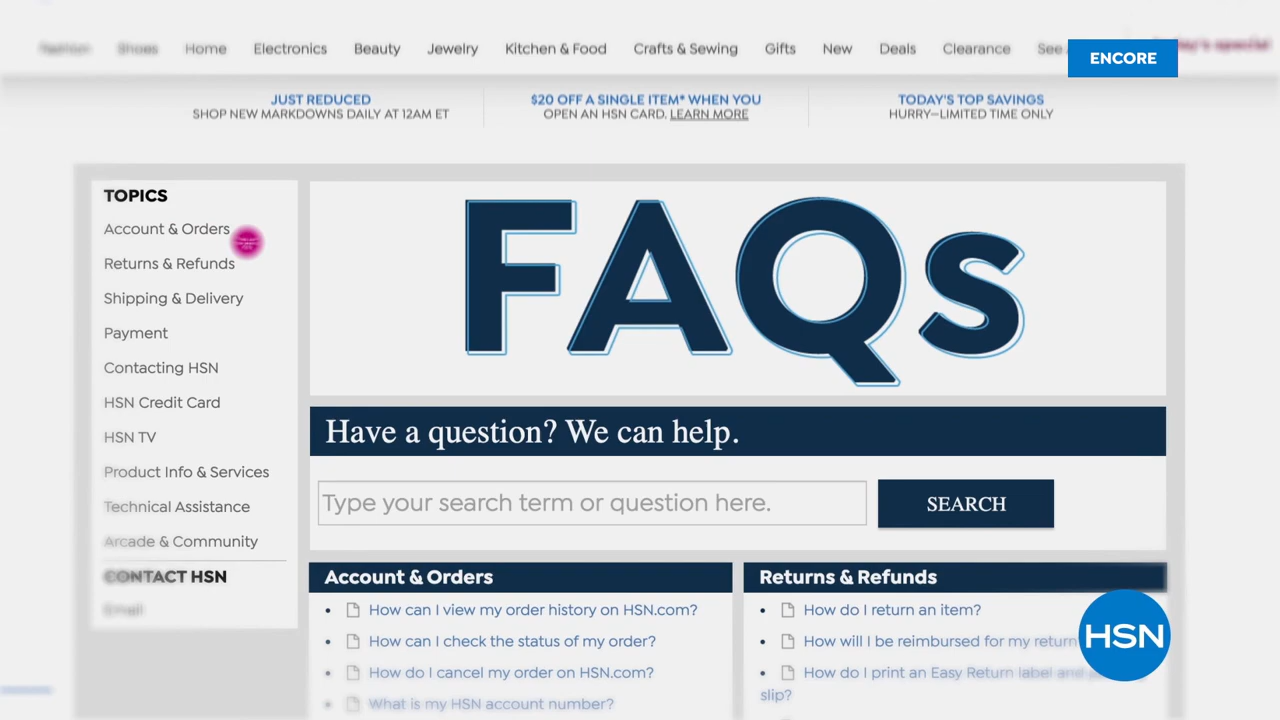 Fashion Shoes Home Electronics Beauty Jewelry Kitchen & Food Crafts & Sewing Gifts New Deals Clearance See
ENCORE
JUST REDUCED
SHOP NEW MARKDOWNS DAILY AT 12AM ET
$20 OFF A SINGLE ITEM* WHEN YOU
OPEN AN HSN CARD. LEARN MORE
TODAY'S TOP SAVINGS
HURRY–LIMITED TIME ONLY
TOPICS
Account & Orders
Returns & Refunds
Shipping & Delivery
Payment
Contacting HSN
HSN Credit Card
HSN TV
Product Info & Services
Technical Assistance
Arcade & Community
CONTACT HSN
Email
FAQs
Have a question? We can help.
Type your search term or question here.
SEARCH
Account & Orders
How can I view my order history on HSN.com?
How can I check the status of my order?
How do I cancel my order on HSN.com?
What is my HSN account number?
Returns & Refunds
How do I return an item?
How will I be reimbursed for my return
How do I print an Easy Return label and
slip?
HSN